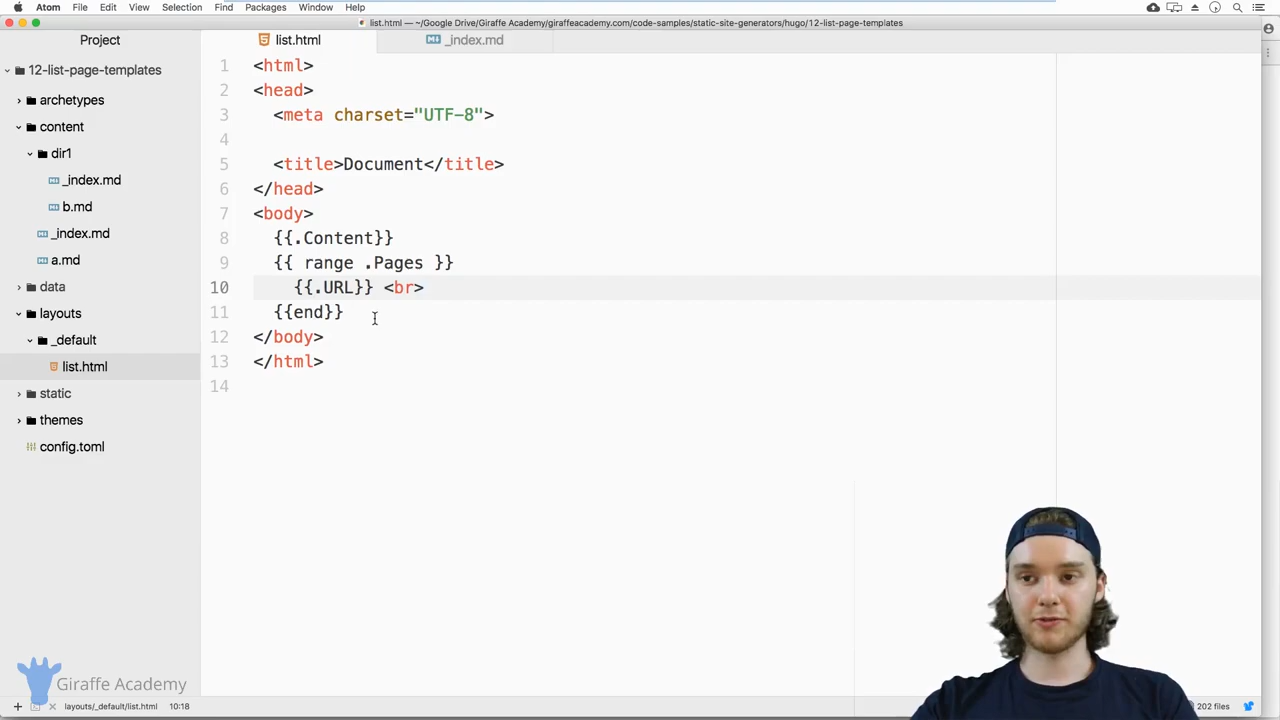 Atom File Edit View Selection Find Packages Window Help
list.html — ~/Google Drive/Giraffe Academy/giraffeacademy.com/code-samples/static-site-generators/hugo/12-list-page-templates
Project
list.html
_index.md
12-list-page-templates
archetypes
content
dir1
_index.md
b.md
_index.md
a.md
data
layouts
_default
list.html
static
themes
config.toml
1 <html>
2 <head>
3 <meta charset="UTF-8">
4
5 <title>Document</title>
6 </head>
7 <body>
8 {{.Content}}
9 {{ range .Pages }}
10 {{.URL}} <br>
11 {{end}}
12 </body>
13 </html>
14
Giraffe Academy
layouts/_default/list.html 10:18
202 files